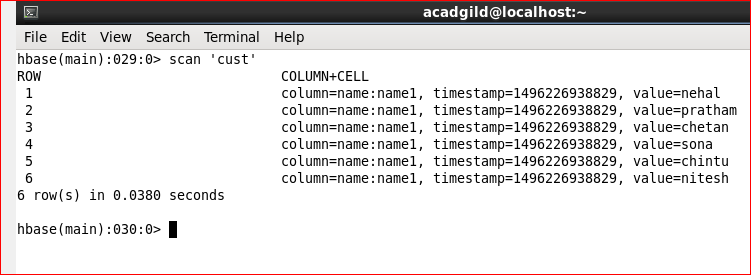 acadgild@localhost:~
File Edit View Search Terminal Help
hbase(main):029:0> scan 'cust'
ROW COLUMN+CELL
1 column=name:name1, timestamp=1496226938829, value=nehal
2 column=name:name1, timestamp=1496226938829, value=pratham
3 column=name:name1, timestamp=1496226938829, value=chetan
4 column=name:name1, timestamp=1496226938829, value=sona
5 column=name:name1, timestamp=1496226938829, value=chintu
6 column=name:name1, timestamp=1496226938829, value=nitesh
6 row(s) in 0.0380 seconds
hbase(main):030:0>